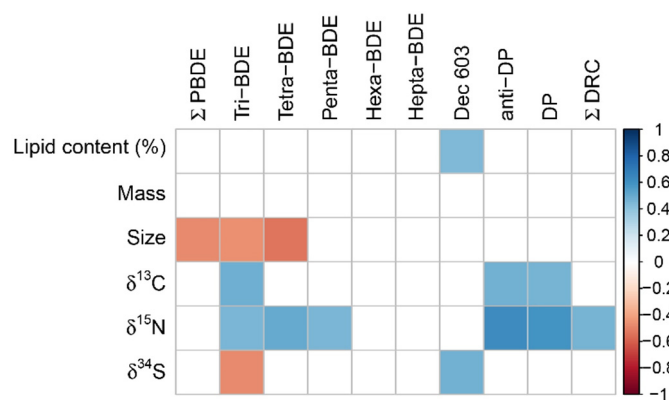 Σ PBDE
Tri−BDE
Tetra−BDE
Penta−BDE
Hexa−BDE
Hepta−BDE
Dec 603
anti−DP
DP
Σ DRC
Lipid content (%)
Mass
Size
δ¹³C
δ¹⁵N
δ³⁴S
1
0.8
0.6
0.4
0.2
0
−0.2
−0.4
−0.6
−0.8
−1